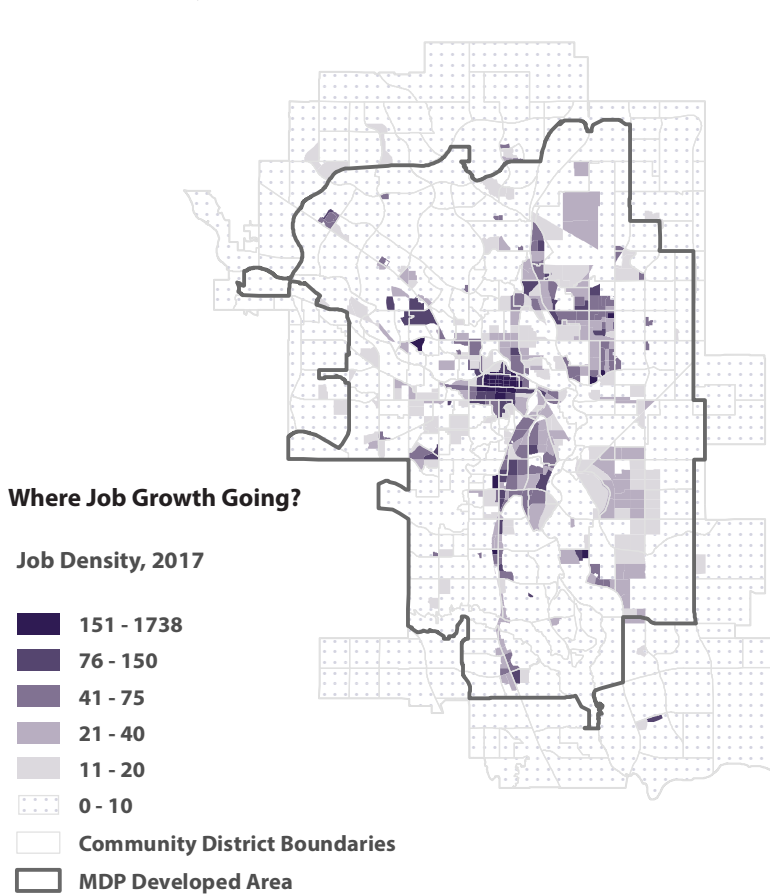 Where Job Growth Going?
Job Density, 2017
151 - 1738
76 - 150
41 - 75
21 - 40
11 - 20
0 - 10
Community District Boundaries
MDP Developed Area